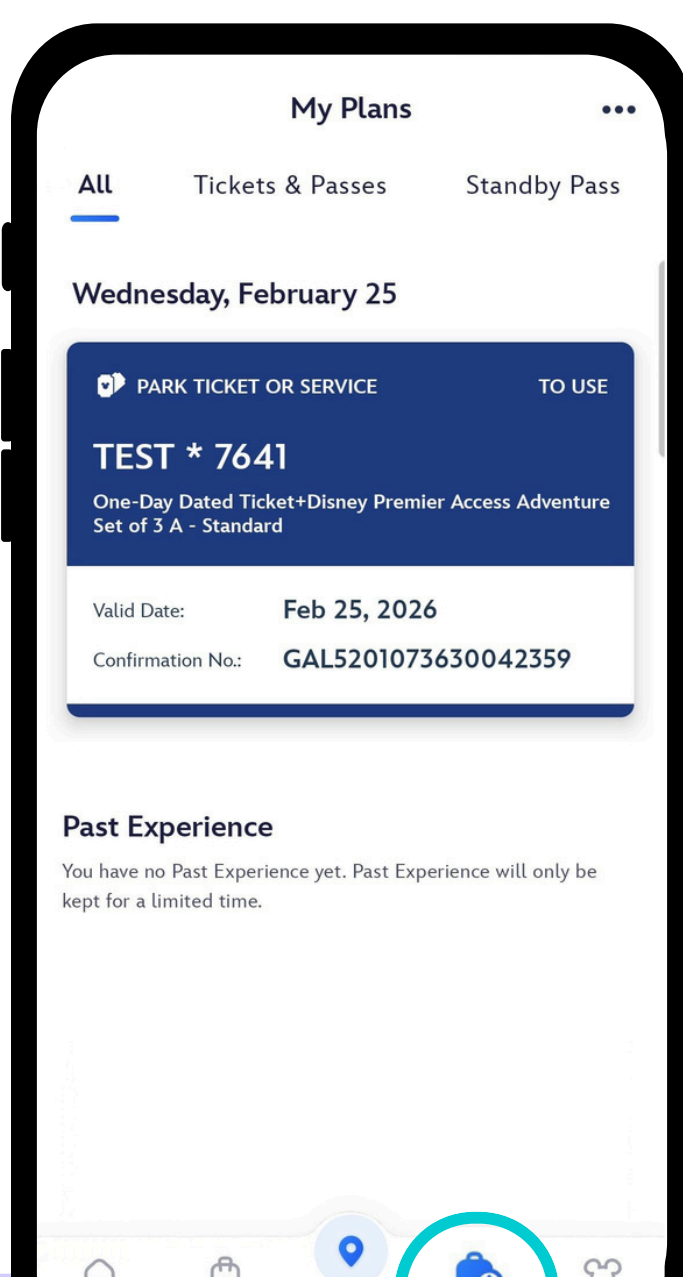 My Plans
All Tickets & Passes Standby Pass
Wednesday, February 25
PARK TICKET OR SERVICE TO USE
TEST * 7641
One-Day Dated Ticket+Disney Premier Access Adventure
Set of 3 A - Standard
Valid Date: Feb 25, 2026
Confirmation No.: GAL5201073630042359
Past Experience
You have no Past Experience yet. Past Experience will only be
kept for a limited time.